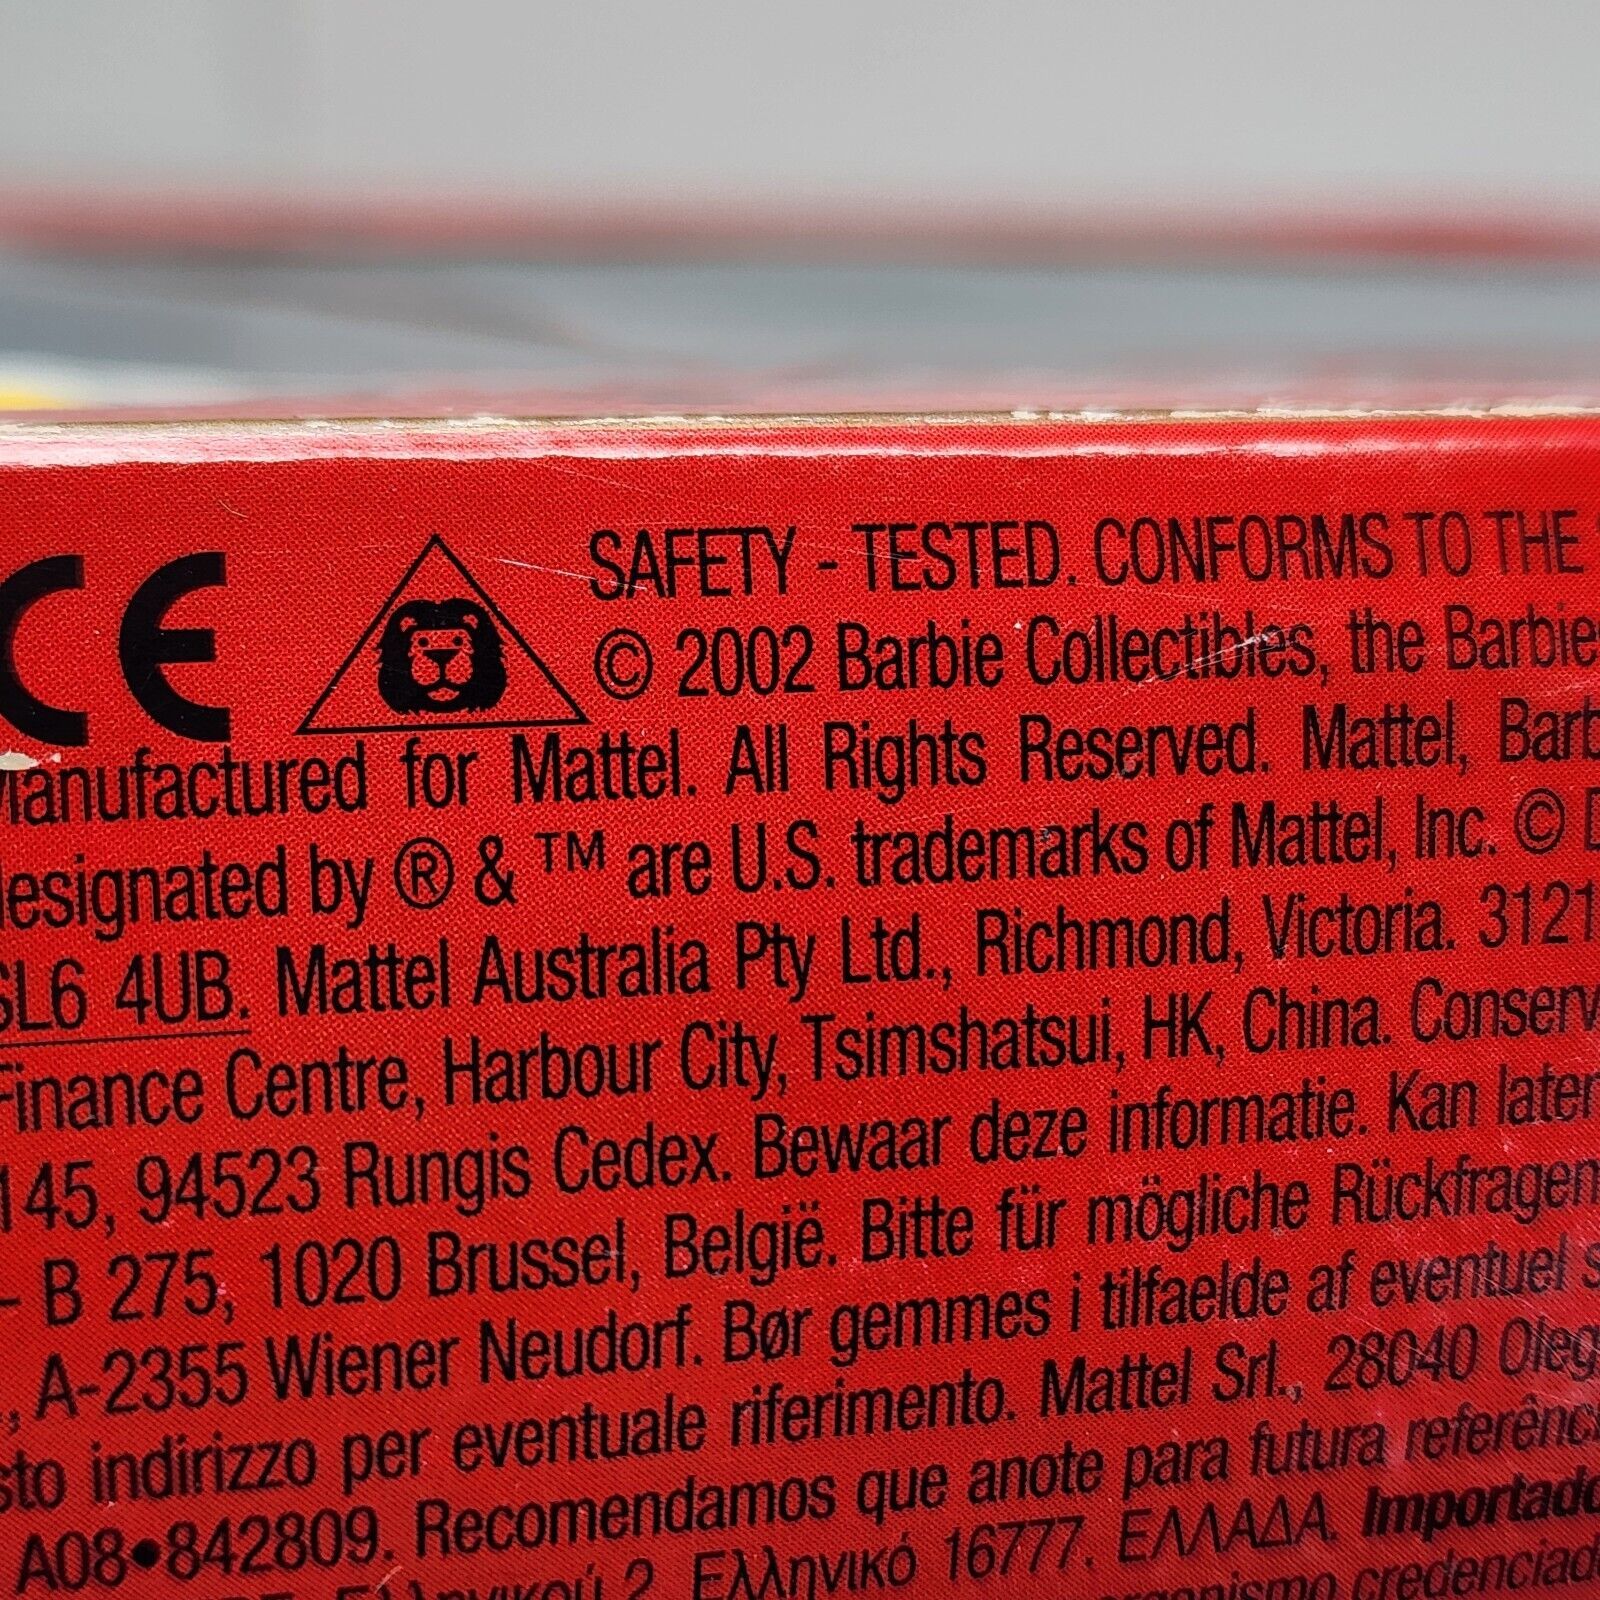 CE SAFETY - TESTED. CONFORMS TO THE
© 2002 Barbie Collectibles, the Barbie
Manufactured for Mattel. All Rights Reserved. Mattel, Barb
designated by ® & ™ are U.S. trademarks of Mattel, Inc. ©
SL6 4UB. Mattel Australia Pty Ltd., Richmond, Victoria. 3121
Finance Centre, Harbour City, Tsimshatsui, HK, China. Conserv
145, 94523 Rungis Cedex. Bewaar deze informatie. Kan later
- B 275, 1020 Brussel, België. Bitte für mögliche Rückfragen
, A-2355 Wiener Neudorf. Bør gemmes i tilfaelde af eventuel s
sto indirizzo per eventuale riferimento. Mattel Srl., 28040 Oleg
A08•842809. Recomendamos que anote para futura referênc
2, Ελληνικό 16777. ΕΛΛΑΔΑ. Importado
organismo credenciad